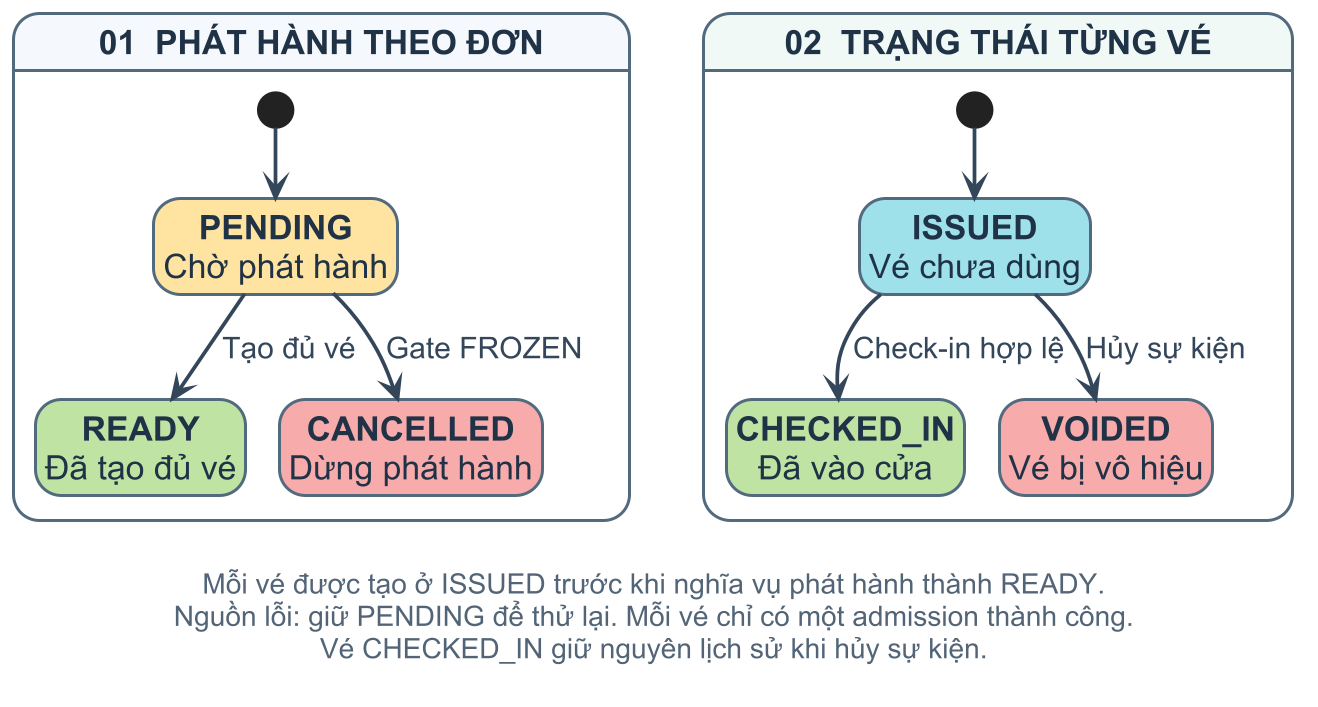 01 PHÁT HÀNH THEO ĐƠN
PENDING
Chờ phát hành
Tạo đủ vé
Gate FROZEN
READY
Đã tạo đủ vé
CANCELLED
Dừng phát hành
02 TRẠNG THÁI TỪNG VÉ
ISSUED
Vé chưa dùng
Check-in hợp lệ
Hủy sự kiện
CHECKED_IN
Đã vào cửa
VOIDED
Vé bị vô hiệu
Mỗi vé được tạo ở ISSUED trước khi nghĩa vụ phát hành thành READY.
Nguồn lỗi: giữ PENDING để thử lại. Mỗi vé chỉ có một admission thành công.
Vé CHECKED_IN giữ nguyên lịch sử khi hủy sự kiện.